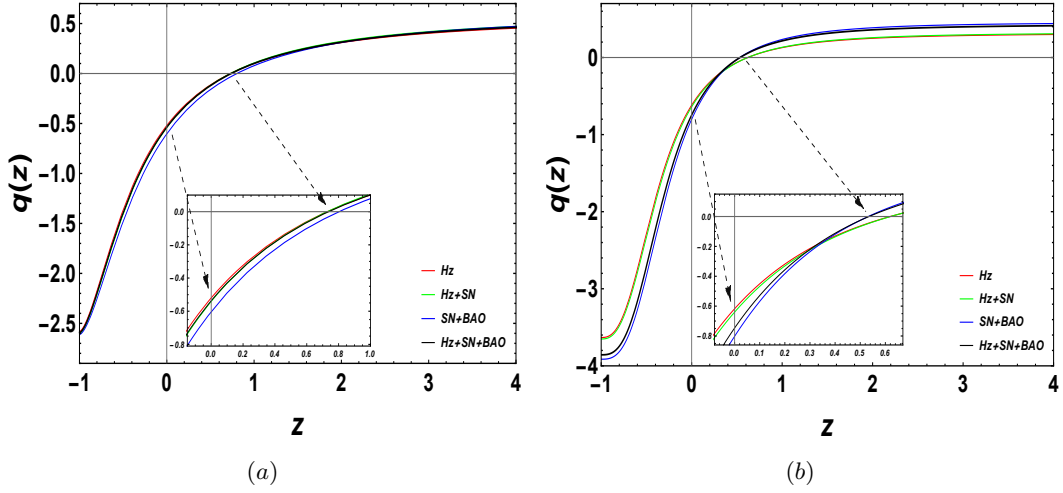 0.5
0.0
−0.5
−1.0
−1.5
−2.0
−2.5
q(z)
0.0
−0.2
−0.4
−0.6
−0.8
0.0 0.2 0.4 0.6 0.8 1.0
Hz
Hz+SN
SN+BAO
Hz+SN+BAO
−1 0 1 2 3 4
z
(a)
0
−1
−2
−3
−4
q(z)
0.0
−0.2
−0.4
−0.6
−0.8
0.0 0.1 0.2 0.3 0.4 0.5 0.6
Hz
Hz+SN
SN+BAO
Hz+SN+BAO
−1 0 1 2 3 4
z
(b)